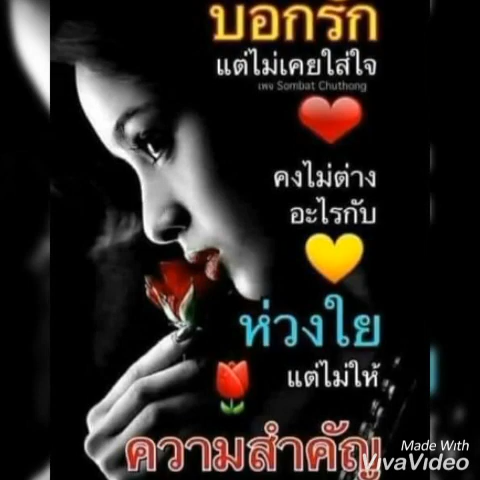 บอกรัก
แต่ไม่เคยใส่ใจ
เพจ Sombat Chuthong
คงไม่ต่าง
อะไรกับ
ห่วงใย
แต่ไม่ให้
ความสำคัญ
Made With
VivaVideo